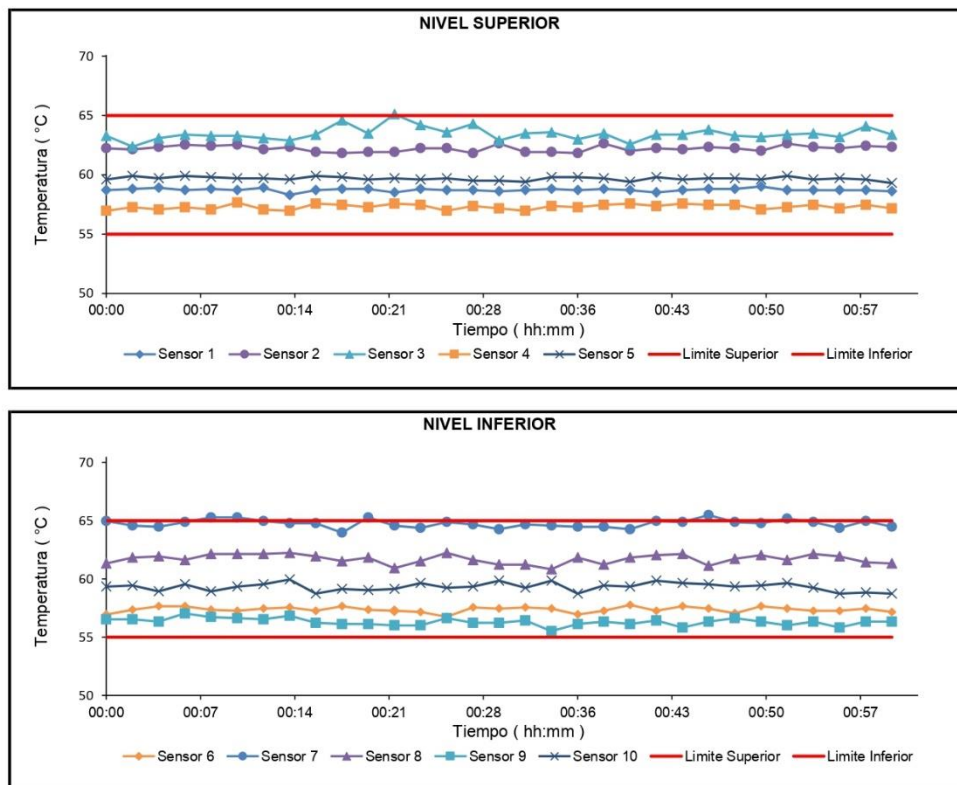 NIVEL SUPERIOR
70
65
60
55
50
Temperatura ( °C )
00:00 00:07 00:14 00:21 00:28 00:36 00:43 00:50 00:57
Tiempo ( hh:mm )
Sensor 1 Sensor 2 Sensor 3 Sensor 4 Sensor 5 Limite Superior Limite Inferior
NIVEL INFERIOR
70
65
60
55
50
Temperatura ( °C )
00:00 00:07 00:14 00:21 00:28 00:36 00:43 00:50 00:57
Tiempo ( hh:mm )
Sensor 6 Sensor 7 Sensor 8 Sensor 9 Sensor 10 Limite Superior Limite Inferior